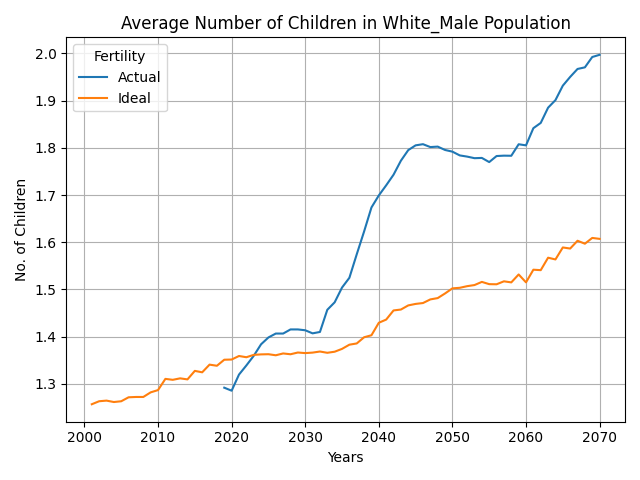 Average Number of Children in White_Male Population
Fertility
Actual
Ideal
No. of Children
2.0
1.9
1.8
1.7
1.6
1.5
1.4
1.3
2000 2010 2020 2030 2040 2050 2060 2070
Years